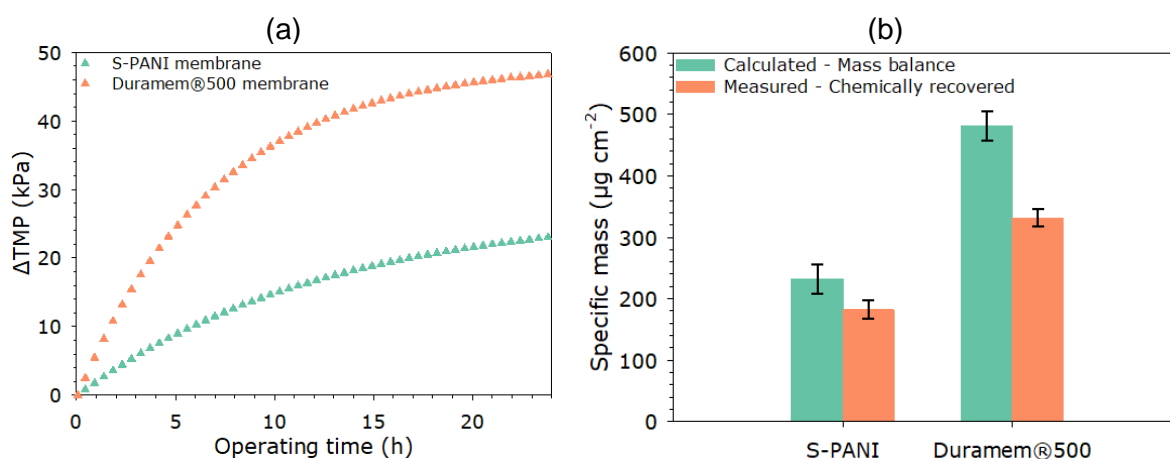 (a)
50
40
30
20
10
0
ΔTMP (kPa)
S-PANI membrane
Duramem®500 membrane
0 5 10 15 20
Operating time (h)
(b)
600
500
400
300
200
100
0
Specific mass (µg cm⁻²)
Calculated - Mass balance
Measured - Chemically recovered
S-PANI Duramem®500